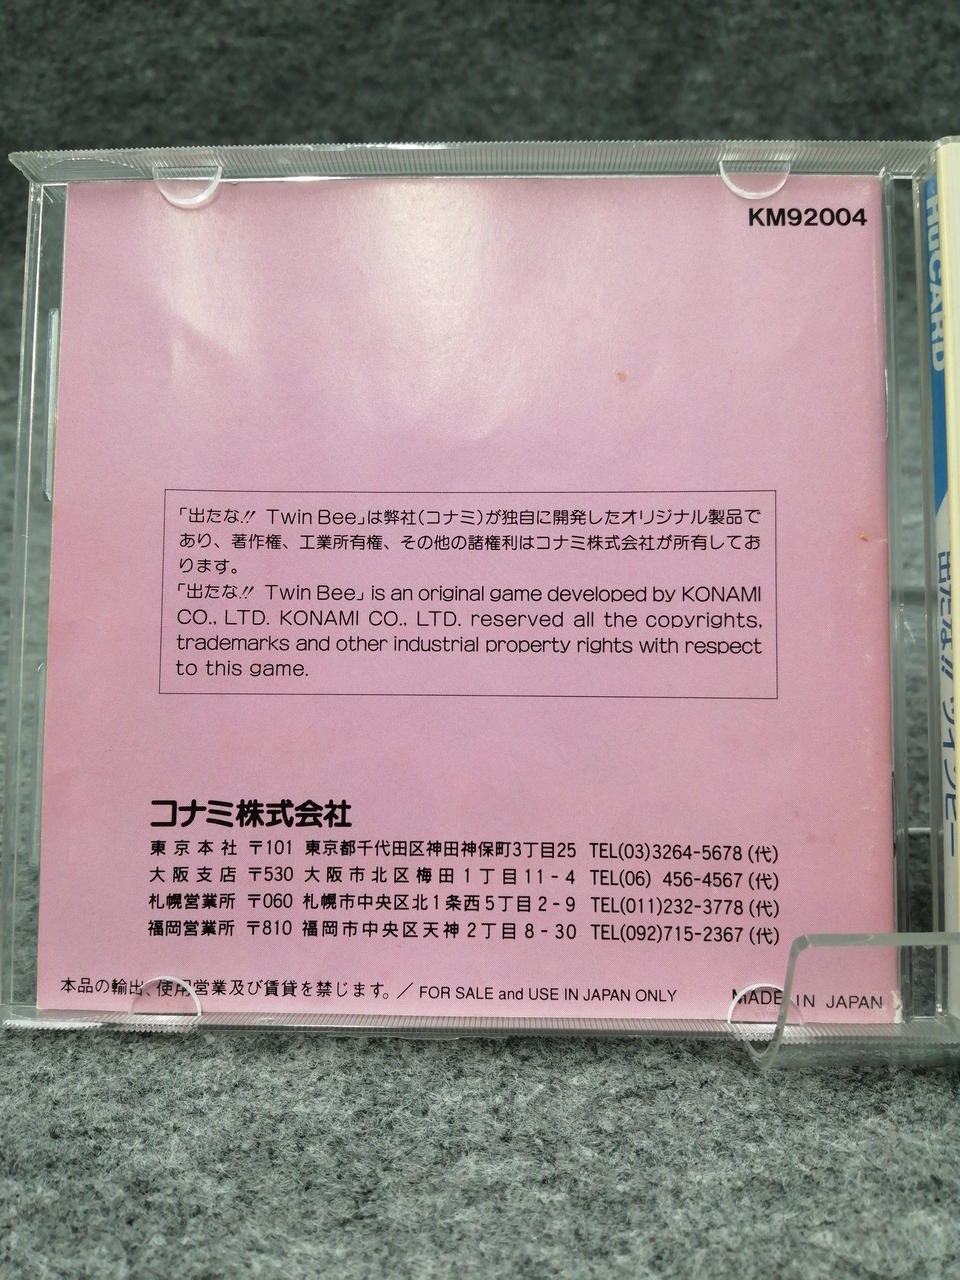 KM92004
「出たな!! Twin Bee」は弊社(コナミ)が独自に開発したオリジナル製品で
あり、著作権、工業所有権、その他の諸権利はコナミ株式会社が所有してお
ります。
「出たな!! Twin Bee」 is an original game developed by KONAMI
CO., LTD. KONAMI CO., LTD. reserved all the copyrights,
trademarks and other industrial property rights with respect
to this game.
コナミ株式会社
東京本社 〒101 東京都千代田区神田神保町3丁目25 TEL(03)3264-5678(代)
大阪支店 〒530 大阪市北区梅田1丁目11-4 TEL(06) 456-4567(代)
札幌営業所 〒060 札幌市中央区北1条西5丁目2-9 TEL(011)232-3778(代)
福岡営業所 〒810 福岡市中央区天神2丁目8-30 TEL(092)715-2367(代)
本品の輸出、使用営業及び賃貸を禁じます。／FOR SALE and USE IN JAPAN ONLY
MADE IN JAPAN
HuCARD
出たな!! ツインビー